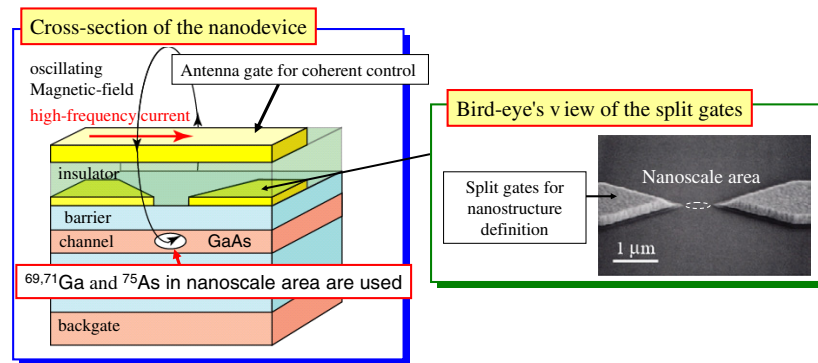 Cross-section of the nanodevice
oscillating
Magnetic-field
Antenna gate for coherent control
high-frequency current
insulator
barrier
channel GaAs
69,71Ga and 75As in nanoscale area are used
backgate
Bird-eye's view of the split gates
Split gates for
nanostructure
definition
Nanoscale area
1 μm